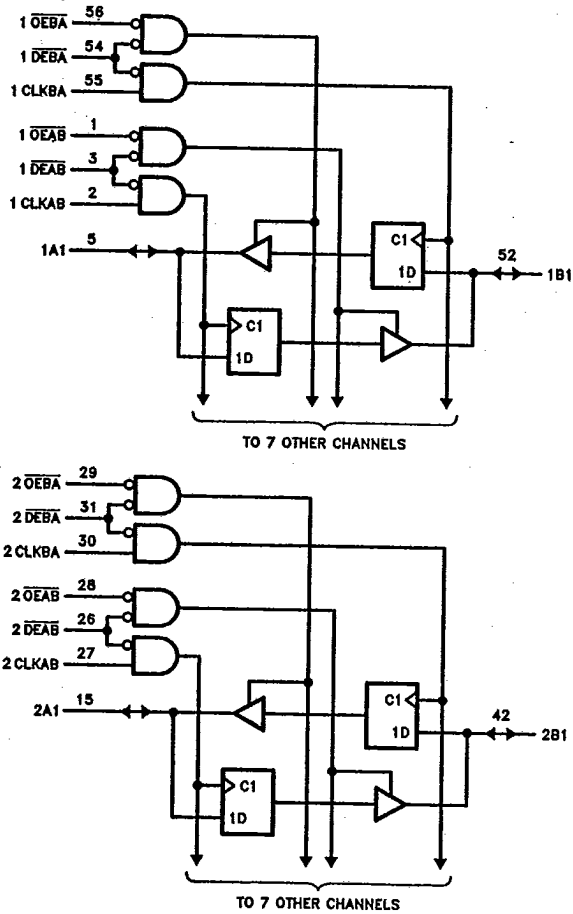 1 OEBA 56
1 DEBA 54
1 CLKBA 55
1 OEAB 1
1 DEAB 3
1 CLKAB 2
1A1 5
C1
1D
52 1B1
C1
1D
TO 7 OTHER CHANNELS
2 OEBA 29
2 DEBA 31
2 CLKBA 30
2 OEAB 28
2 DEAB 26
2 CLKAB 27
2A1 15
C1
1D
42 2B1
C1
1D
TO 7 OTHER CHANNELS